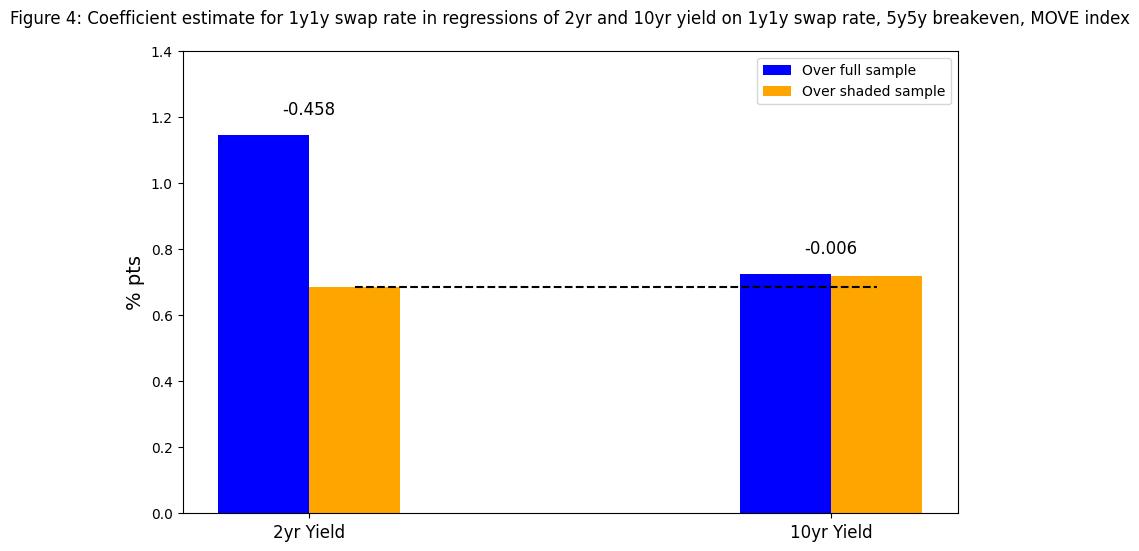 Figure 4: Coefficient estimate for 1y1y swap rate in regressions of 2yr and 10yr yield on 1y1y swap rate, 5y5y breakeven, MOVE index
1.4
1.2
1.0
0.8
0.6
0.4
0.2
0.0
% pts
Over full sample
Over shaded sample
-0.458
-0.006
2yr Yield
10yr Yield